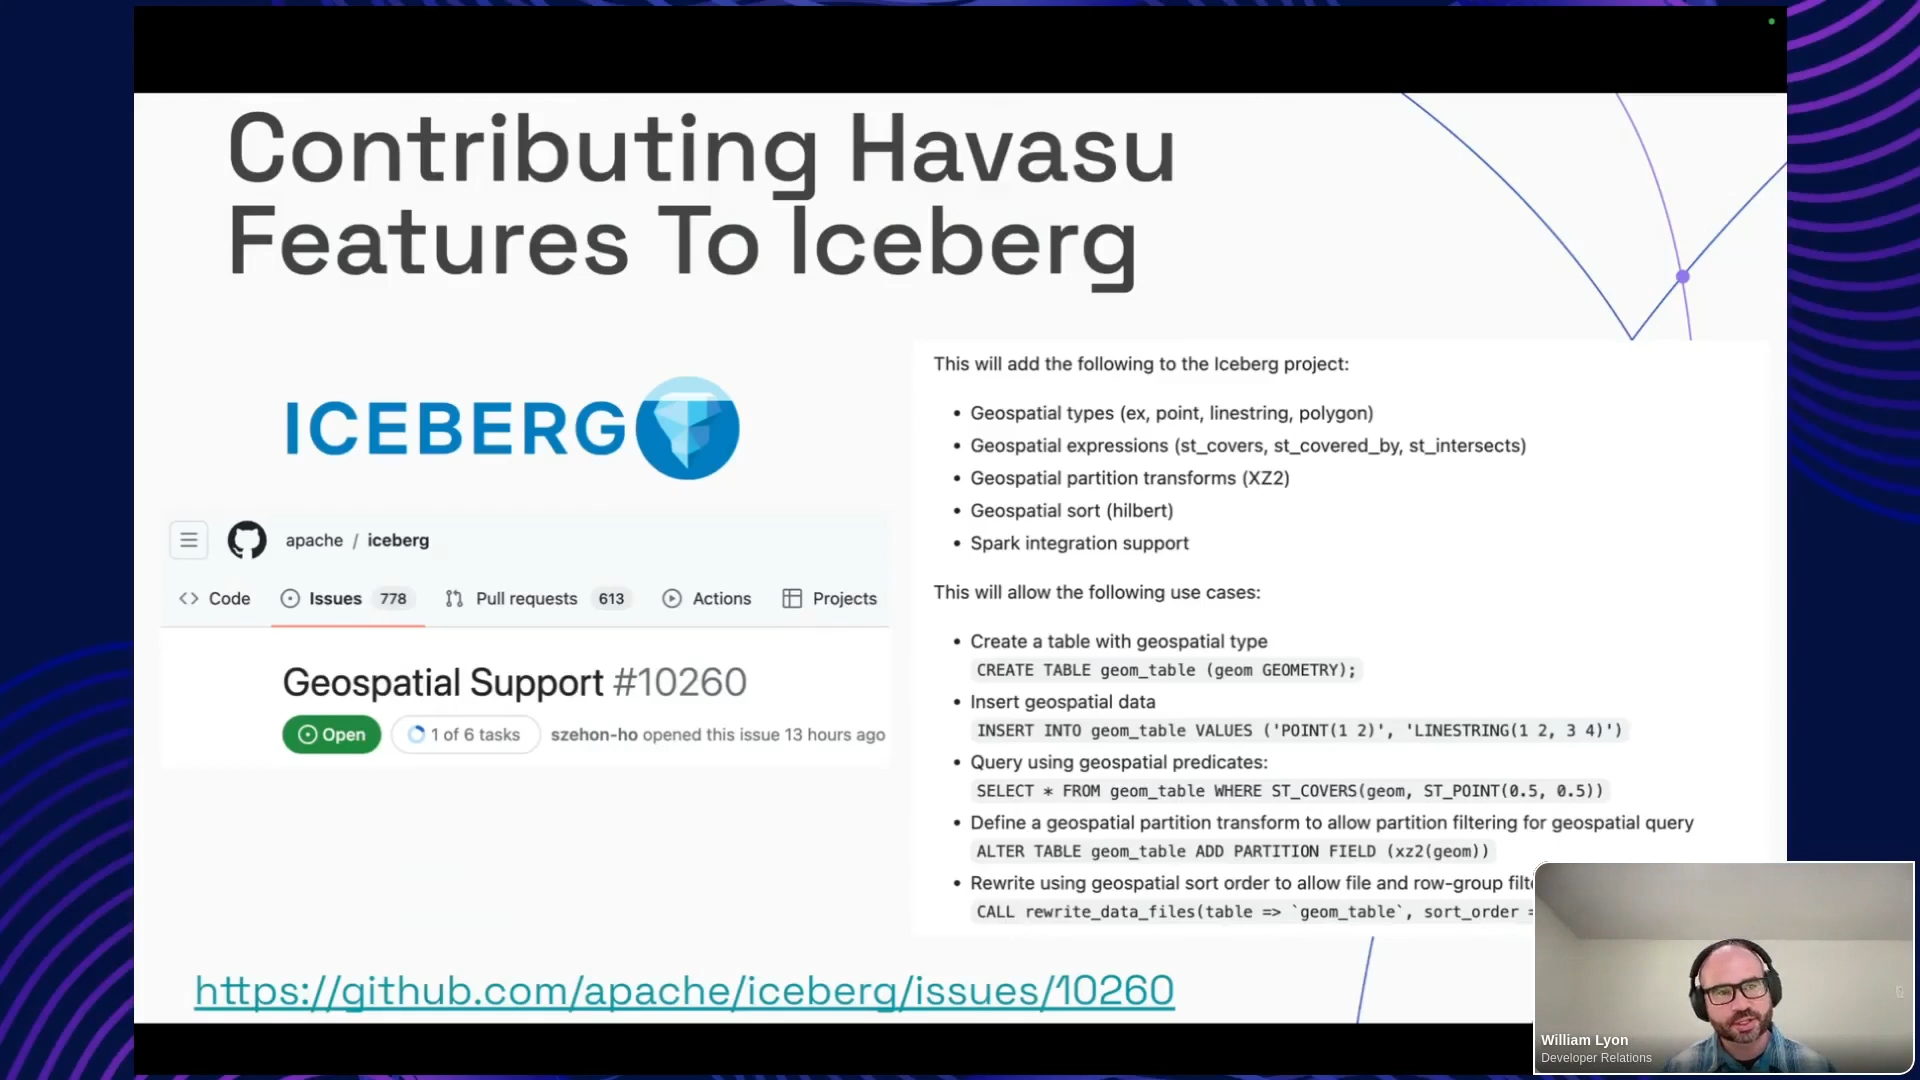 Contributing Havasu
Features To Iceberg
ICEBERG
apache / iceberg
Code Issues 778 Pull requests 613 Actions Projects
Geospatial Support #10260
Open 1 of 6 tasks szehon-ho opened this issue 13 hours ago
This will add the following to the Iceberg project:
• Geospatial types (ex, point, linestring, polygon)
• Geospatial expressions (st_covers, st_covered_by, st_intersects)
• Geospatial partition transforms (XZ2)
• Geospatial sort (hilbert)
• Spark integration support
This will allow the following use cases:
• Create a table with geospatial type
CREATE TABLE geom_table (geom GEOMETRY);
• Insert geospatial data
INSERT INTO geom_table VALUES ('POINT(1 2)', 'LINESTRING(1 2, 3 4)')
• Query using geospatial predicates:
SELECT * FROM geom_table WHERE ST_COVERS(geom, ST_POINT(0.5, 0.5))
• Define a geospatial partition transform to allow partition filtering for geospatial query
ALTER TABLE geom_table ADD PARTITION FIELD (xz2(geom))
• Rewrite using geospatial sort order to allow file and row-group
CALL rewrite_data_files(table => `geom_table`, sort_order =
https://github.com/apache/iceberg/issues/10260
William Lyon
Developer Relations